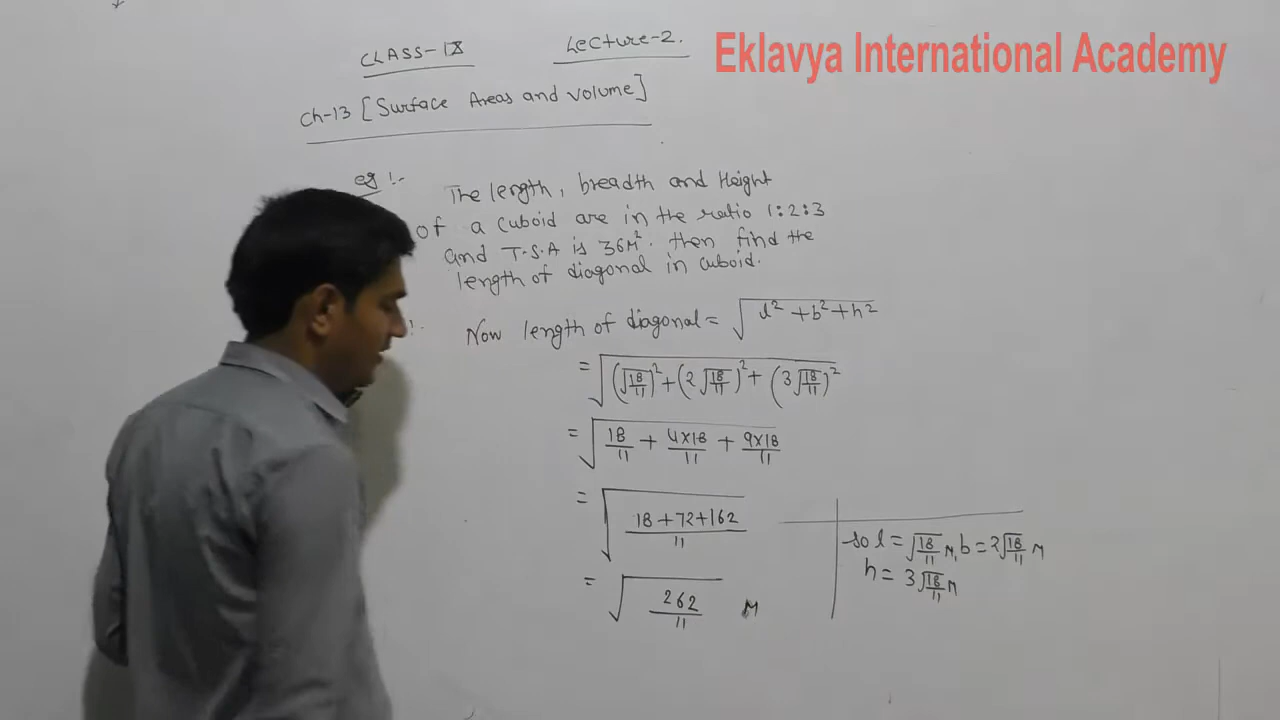 CLASS-IX Lecture-2.
Eklavya International Academy
Ch-13 [Surface Areas and volume]
eg :-
The length, breadth and Height
of a cuboid are in the ratio 1:2:3
and T.S.A is 36M². then find the
length of diagonal in cuboid.
:- Now length of diagonal = √(l² + b² + h²)
= √((√(18/11))² + (2√(18/11))² + (3√(18/11))²)
= √(18/11 + 4×18/11 + 9×18/11)
= √((18+72+162)/11)
= √(262/11) M
so l = √(18/11) M, b = 2√(18/11) M
h = 3√(18/11) M